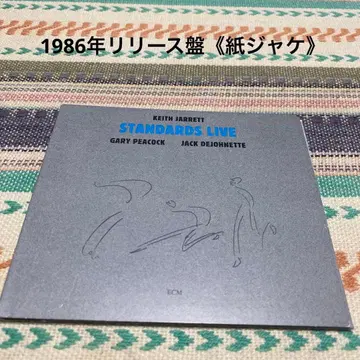 1986年リリース盤《紙ジャケ》
KEITH JARRETT
STANDARDS LIVE
GARY PEACOCK JACK DEJOHNETTE
ECM